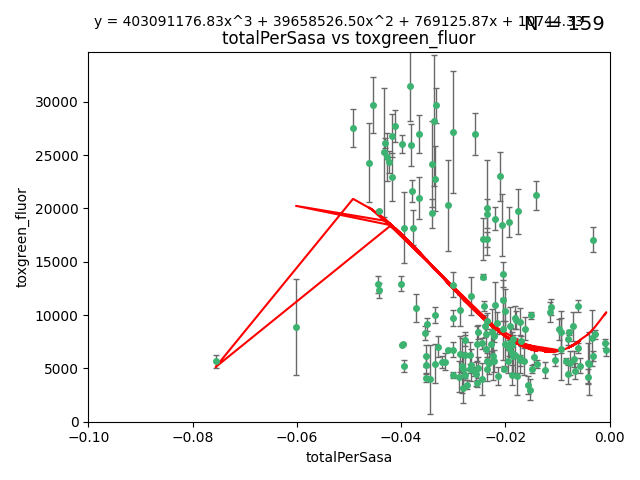 y = 403091176.83x^3 + 39658526.50x^2 + 769125.87x +
N = 159
totalPerSasa vs toxgreen_fluor
toxgreen_fluor
30000
25000
20000
15000
10000
5000
0
−0.10
−0.08
−0.06
−0.04
−0.02
0.00
totalPerSasa